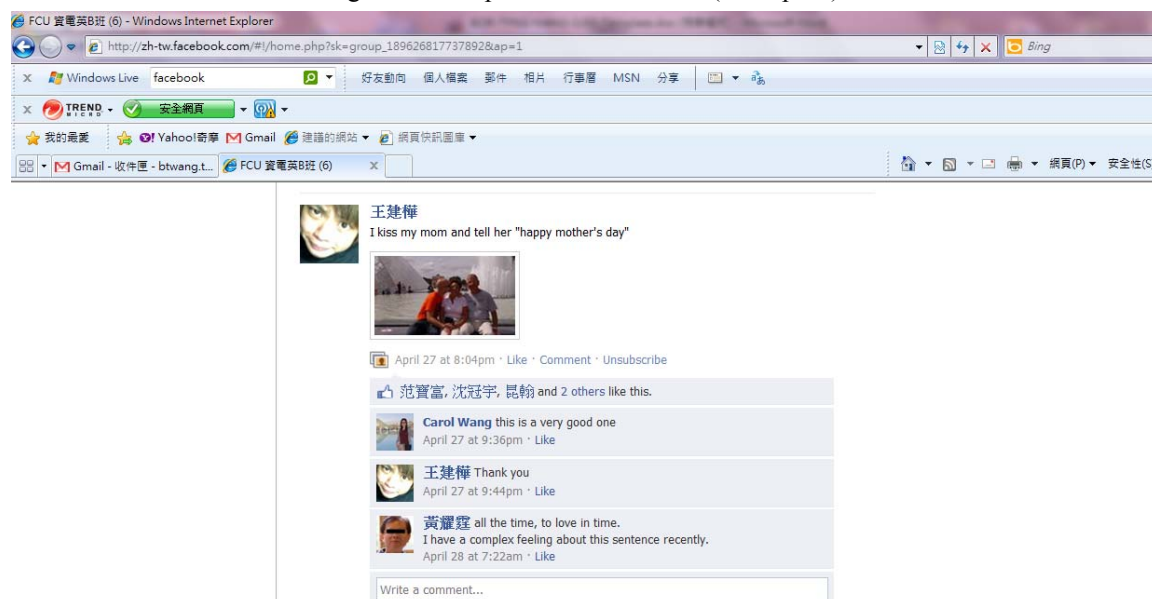 FCU 資電英B班 (6) - Windows Internet Explorer
http://zh-tw.facebook.com/#!/home.php?sk=group_189626817737892&ap=1
Bing
x Windows Live facebook 好友動向 個人檔案 郵件 相片 行事曆 MSN 分享
x TREND MICRO 安全網頁
我的最愛 Yahoo!奇摩 Gmail 建議的網站 網頁快訊圖庫
Gmail - 收件匣 - btwang.t... FCU 資電英B班 (6) x 網頁(P) 安全性(S
王建樺
I kiss my mom and tell her "happy mother's day"
April 27 at 8:04pm · Like · Comment · Unsubscribe
范寶富, 沈冠宇, 昆翰 and 2 others like this.
Carol Wang this is a very good one
April 27 at 9:36pm · Like
王建樺 Thank you
April 27 at 9:44pm · Like
黃耀霆 all the time, to love in time.
I have a complex feeling about this sentence recently.
April 28 at 7:22am · Like
Write a comment...